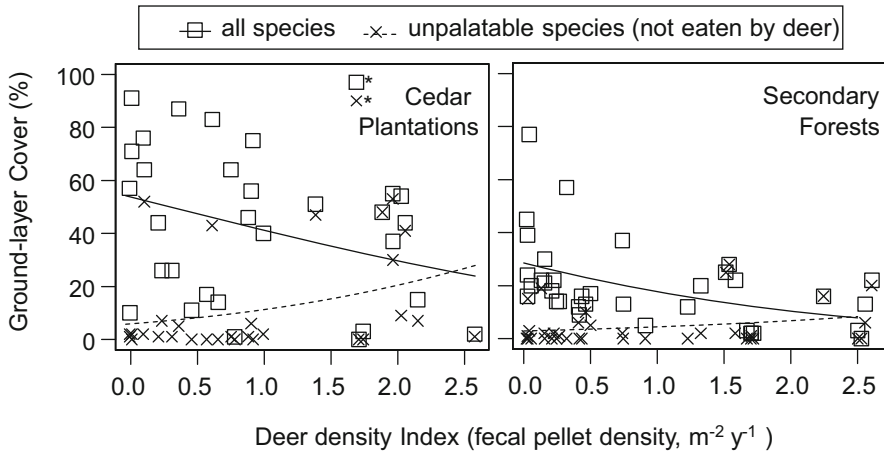 all species unpalatable species (not eaten by deer)
Ground-layer Cover (%)
100
80
60
40
20
0
* Cedar
* Plantations
Secondary
Forests
0.0 0.5 1.0 1.5 2.0 2.5 0.0 0.5 1.0 1.5 2.0 2.5
Deer density Index (fecal pellet density, m-2 y-1 )